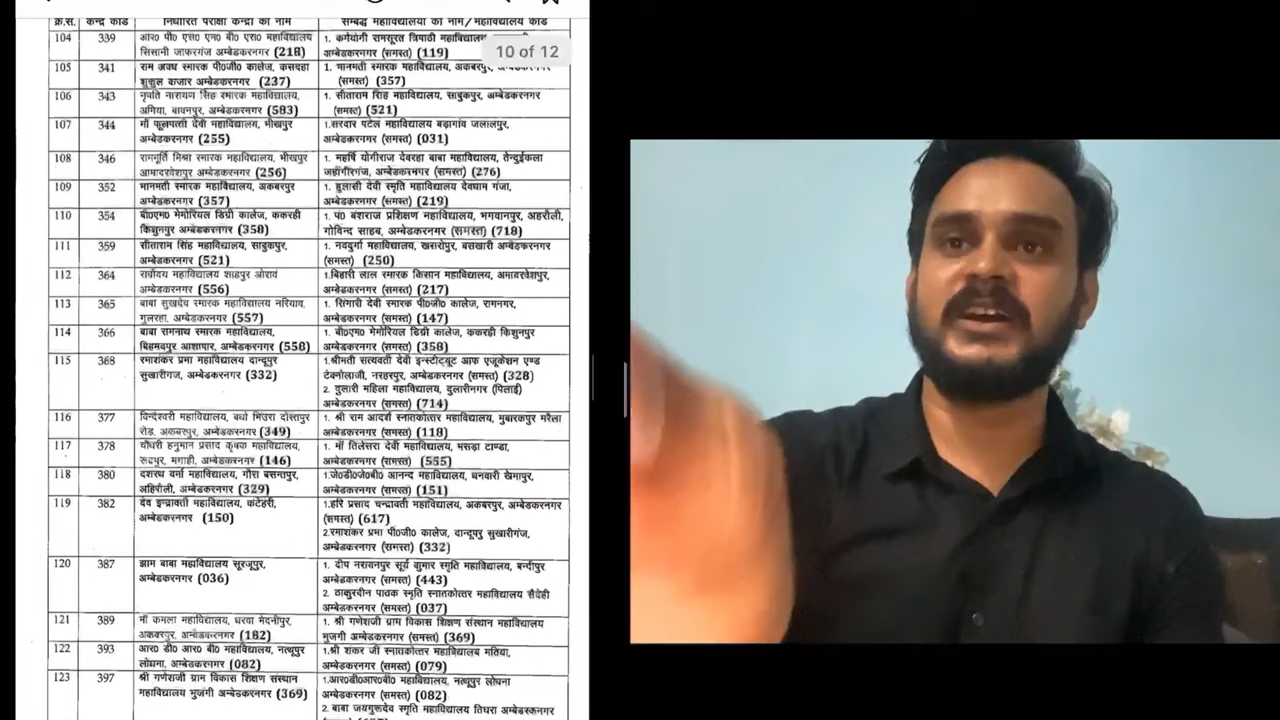 क्र.सं. केन्द्र कोड निर्धारित परीक्षा केन्द्रों का नाम सम्बद्ध महाविद्यालयों का नाम/महाविद्यालय कोड
10 of 12
104 339 आर० पी० एस० एन० बी० एस० महाविद्यालय 1. कर्मयोगी रामसूरत त्रिपाठी महाविद्यालय,
सिसानी जाफरगंज अम्बेडकरनगर (218) अम्बेडकरनगर (समस्त) (119)
105 341 राम अवध स्मारक पी०जी० कालेज, कसदहा 1. भानमती स्मारक महाविद्यालय, अकबरपुर, अम्बेडकरनगर
शुकुल बाजार अम्बेडकरनगर (237) (समस्त) (357)
106 343 नृपति नारायण सिंह स्मारक महाविद्यालय, 1. सीताराम सिंह महाविद्यालय, साबुकपुर, अम्बेडकरनगर
अमिया, बावनपुर, अम्बेडकरनगर (583) (समस्त) (521)
107 344 माँ फूलपत्ती देवी महाविद्यालय, भीखपुर 1.सरदार पटेल महाविद्यालय बड़ागांव जलालपुर,
अम्बेडकरनगर (255) अम्बेडकरनगर (समस्त) (031)
108 346 राममूर्ति मिश्रा स्मारक महाविद्यालय, भीखपुर 1. महर्षि योगीराज देवरहा बाबा महाविद्यालय, तेन्दुईकला
आमादरवेशपुर अम्बेडकरनगर (256) जहाँगीरगंज, अम्बेडकरनगर (समस्त) (276)
109 352 भानमती स्मारक महाविद्यालय, अकबरपुर 1. हुलासी देवी स्मृति महाविद्यालय देवधाम गंजा,
अम्बेडकरनगर (357) अम्बेडकरनगर (समस्त) (219)
110 354 बी०एम० मेमोरियल डिग्री कालेज, ककरही 1. पं० बंशराज प्रशिक्षण महाविद्यालय, भगवानपुर, अहरौली,
किशुनपुर अम्बेडकरनगर (358) गोविन्द साहब, अम्बेडकरनगर (समस्त) (718)
111 359 सीताराम सिंह महाविद्यालय, साबुकपुर, 1. नवदुर्गा महाविद्यालय, खसरोपुर, बसखारी अम्बेडकरनगर
अम्बेडकरनगर (521) (समस्त) (250)
112 364 सर्वोदय महाविद्यालय शाहपुर औरांव 1.बिहारी लाल स्मारक किसान महाविद्यालय, अमादरवेशपुर,
अम्बेडकरनगर (556) अम्बेडकरनगर (समस्त) (217)
113 365 बाबा सुखदेव स्मारक महाविद्यालय नरियाव, 1. सिंगारी देवी स्मारक पी०जी० कालेज, रामनगर,
गुलरहा, अम्बेडकरनगर (557) अम्बेडकरनगर (समस्त) (147)
114 366 बाबा रामनाथ स्मारक महाविद्यालय, 1. बी०एम० मेमोरियल डिग्री कालेज, ककरही किशुनपुर
आशापार, अम्बेडकरनगर (558) अम्बेडकरनगर (समस्त) (358)
115 368 रमाशंकर प्रभा महाविद्यालय दान्दूपुर 1.श्रीमती सत्यवती देवी इन्स्टीट्यूट आफ एजूकेशन एण्ड
सुखारीगंज, अम्बेडकरनगर (332) टेक्नोलाजी, नरहरपुर, अम्बेडकरनगर (समस्त) (328)
2. दुलारी महिला महाविद्यालय, दुलारीनगर (पिलाई)
अम्बेडकरनगर (समस्त) (714)
116 377 विन्देश्वरी महाविद्यालय, बधो भिउरा दोस्तपुर 1. श्री राम आदर्श स्नातकोत्तर महाविद्यालय, मुबारकपुर मरैला
रोड, अकबरपुर, अम्बेडकरनगर (349) अम्बेडकरनगर (समस्त) (118)
117 378 चौधरी हनुमान प्रसाद कृषक महाविद्यालय, 1. माँ तिलेसरा देवी महाविद्यालय, भसड़ा टाण्डा,
रूदपुर, मगाही, अम्बेडकरनगर (146) अम्बेडकरनगर (समस्त) (555)
118 380 दशरथ वर्मा महाविद्यालय, गौरा बसन्तपुर, 1.जे०डी०जे०बी० आनन्द महाविद्यालय, धनवारी खेमापुर,
अहिरौली, अम्बेडकरनगर (329) अम्बेडकरनगर (समस्त) (151)
119 382 देव इन्द्रावती महाविद्यालय, कटेहरी, 1.हरि प्रसाद चन्द्रावती महाविद्यालय, अकबरपुर, अम्बेडकरनगर
अम्बेडकरनगर (150) (समस्त) (617)
2.रमाशंकर प्रभा पी०जी० कालेज, दान्दूपुर सुखारीगंज,
अम्बेडकरनगर (समस्त) (332)
120 387 झाम बाबा महाविद्यालय सूरजूपुर, 1. दीप नरायनपुर सूर्य कुमार स्मृति महाविद्यालय, बन्दीपुर
अम्बेडकरनगर (036) अम्बेडकरनगर (समस्त) (443)
2. ठाकुरदीन पाठक स्मृति स्नातकोत्तर महाविद्यालय सैदही
अम्बेडकरनगर (समस्त) (037)
121 389 माँ कमला महाविद्यालय, धरवा मेदनीपुर, 1. श्री गणेशजी ग्राम विकास शिक्षण संस्थान महाविद्यालय
अकबरपुर, अम्बेडकरनगर (182) मुजगी अम्बेडकरनगर (समस्त) (369)
122 393 आर० डी० आर० बी० महाविद्यालय, नत्थूपुर 1.श्री शंकर जी स्नातकोत्तर महाविद्यालय मतिया,
लोधना, अम्बेडकरनगर (082) अम्बेडकरनगर (समस्त) (079)
123 397 श्री गणेशजी ग्राम विकास शिक्षण संस्थान 1.आर०डी०आर०बी० महाविद्यालय, नत्थूपुर लोधना
महाविद्यालय मुजगी अम्बेडकरनगर (369) अम्बेडकरनगर (समस्त) (082)
2. बाबा जयगुरूदेव स्मृति महाविद्यालय तिघरा अम्बेडकरनगर